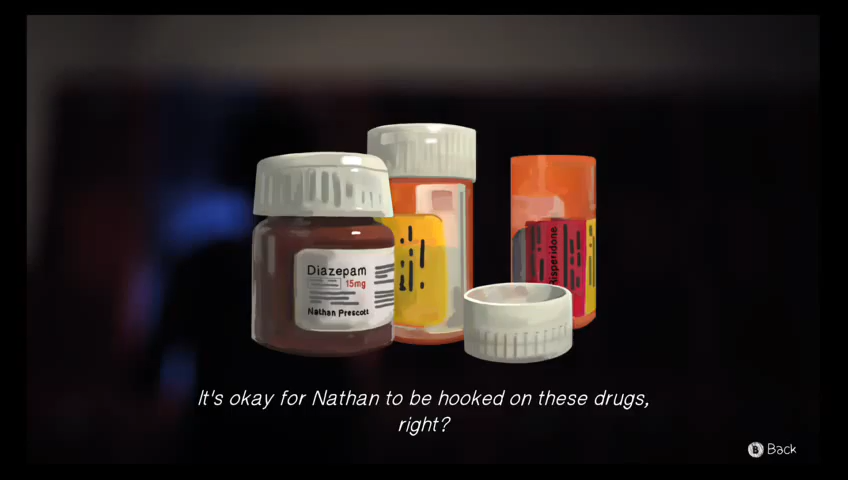 Diazepam
15mg
Nathan Prescott
Risperidone
It's okay for Nathan to be hooked on these drugs,
right?
B Back